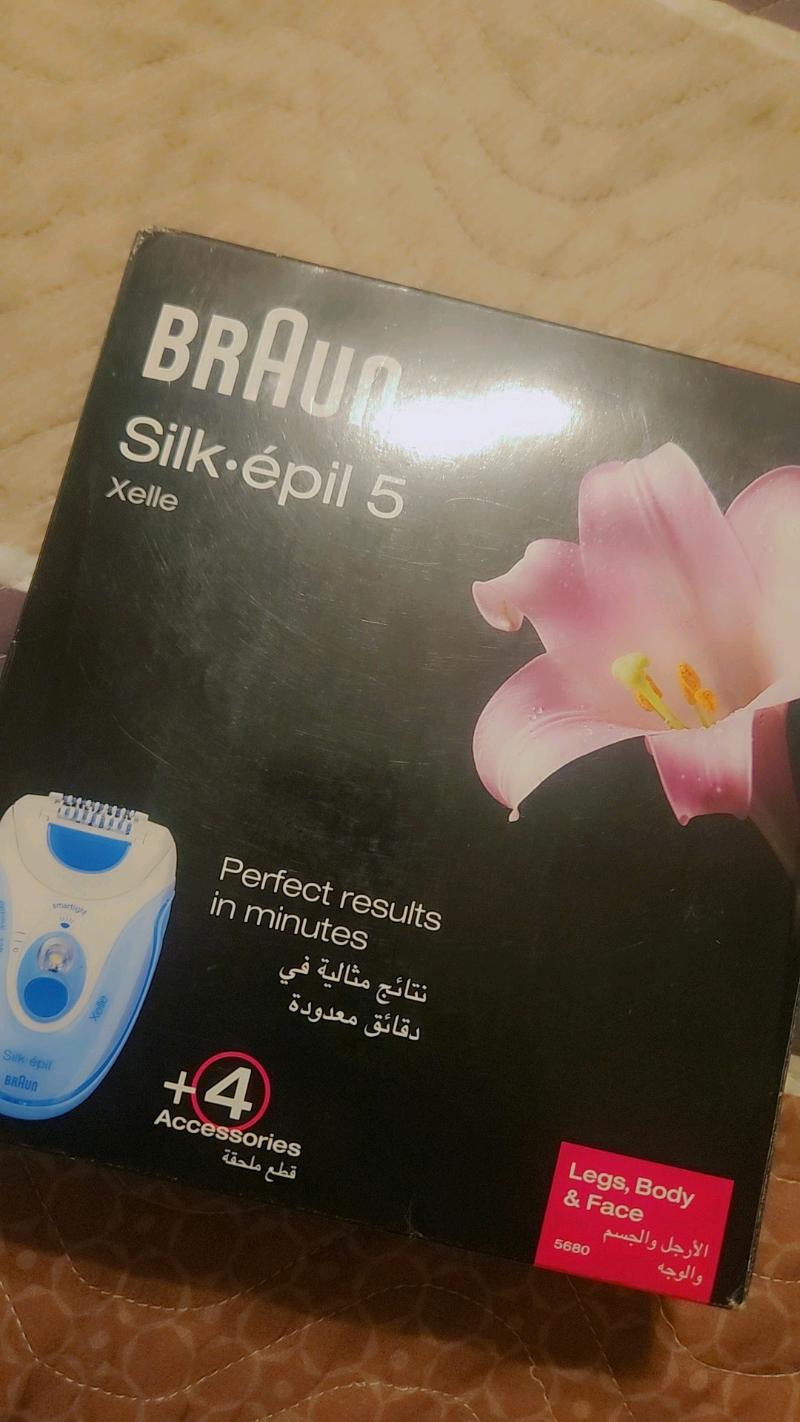 BRAUN
Silk·épil 5
Xelle
Perfect results
in minutes
نتائج مثالية في
دقائق معدودة
+4
Accessories
قطع ملحقة
Legs, Body
& Face
الأرجل والجسم
5680
والوجه
smartlight
Xelle
Silk·épil
BRAUN